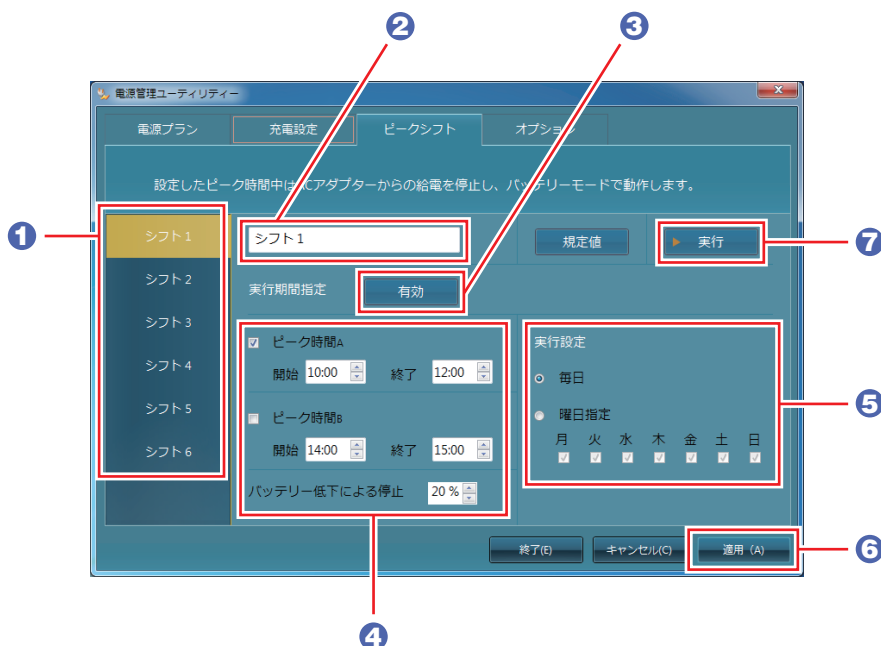 2
3
電源管理ユーティリティー
x
電源プラン
充電設定
ピークシフト
オプション
設定したピーク時間中はACアダプターからの給電を停止し、バッテリーモードで動作します。
1
シフト 1
シフト 2
シフト 3
シフト 4
シフト 5
シフト 6
シフト 1
規定値
実行
7
実行期間指定
有効
ピーク時間A
開始 10:00 終了 12:00
ピーク時間B
開始 14:00 終了 15:00
バッテリー低下による停止 20 %
実行設定
毎日
曜日指定
月 火 水 木 金 土 日
5
終了(E)
キャンセル(C)
適用（A）
6
4